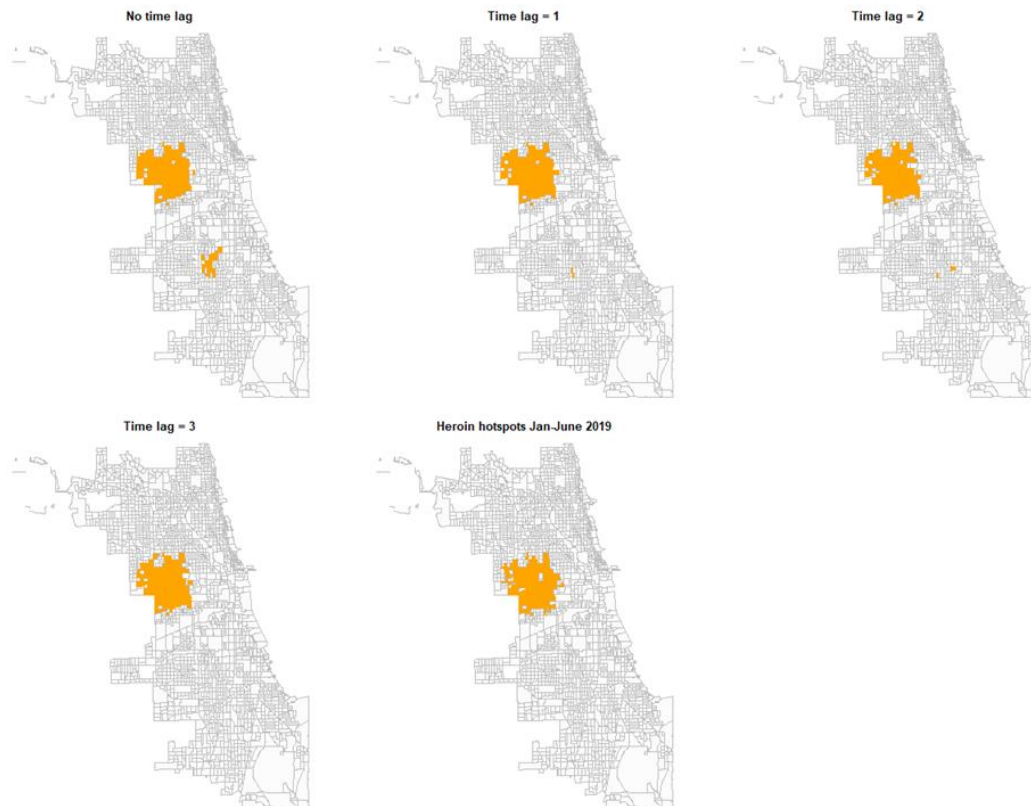 No time lag
Time lag = 1
Time lag = 2
Time lag = 3
Heroin hotspots Jan-June 2019